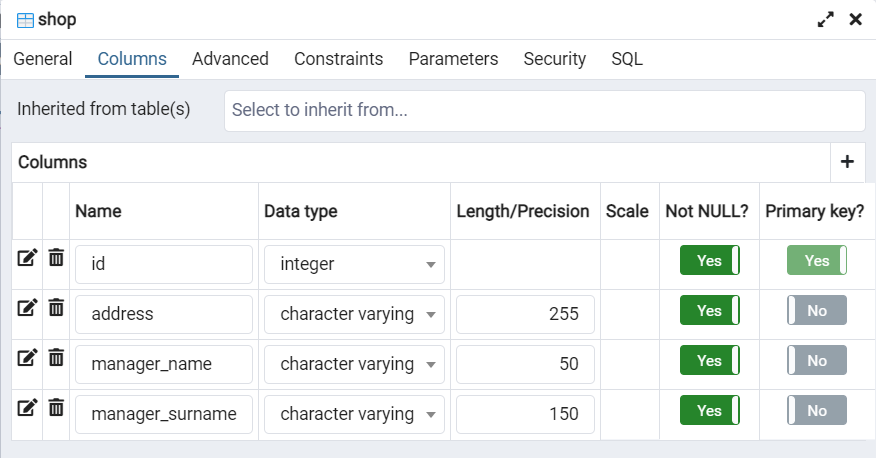 shop
General Columns Advanced Constraints Parameters Security SQL
Inherited from table(s) Select to inherit from...
Columns
Name Data type Length/Precision Scale Not NULL? Primary key?
id integer Yes Yes
address character varying 255 Yes No
manager_name character varying 50 Yes No
manager_surname character varying 150 Yes No